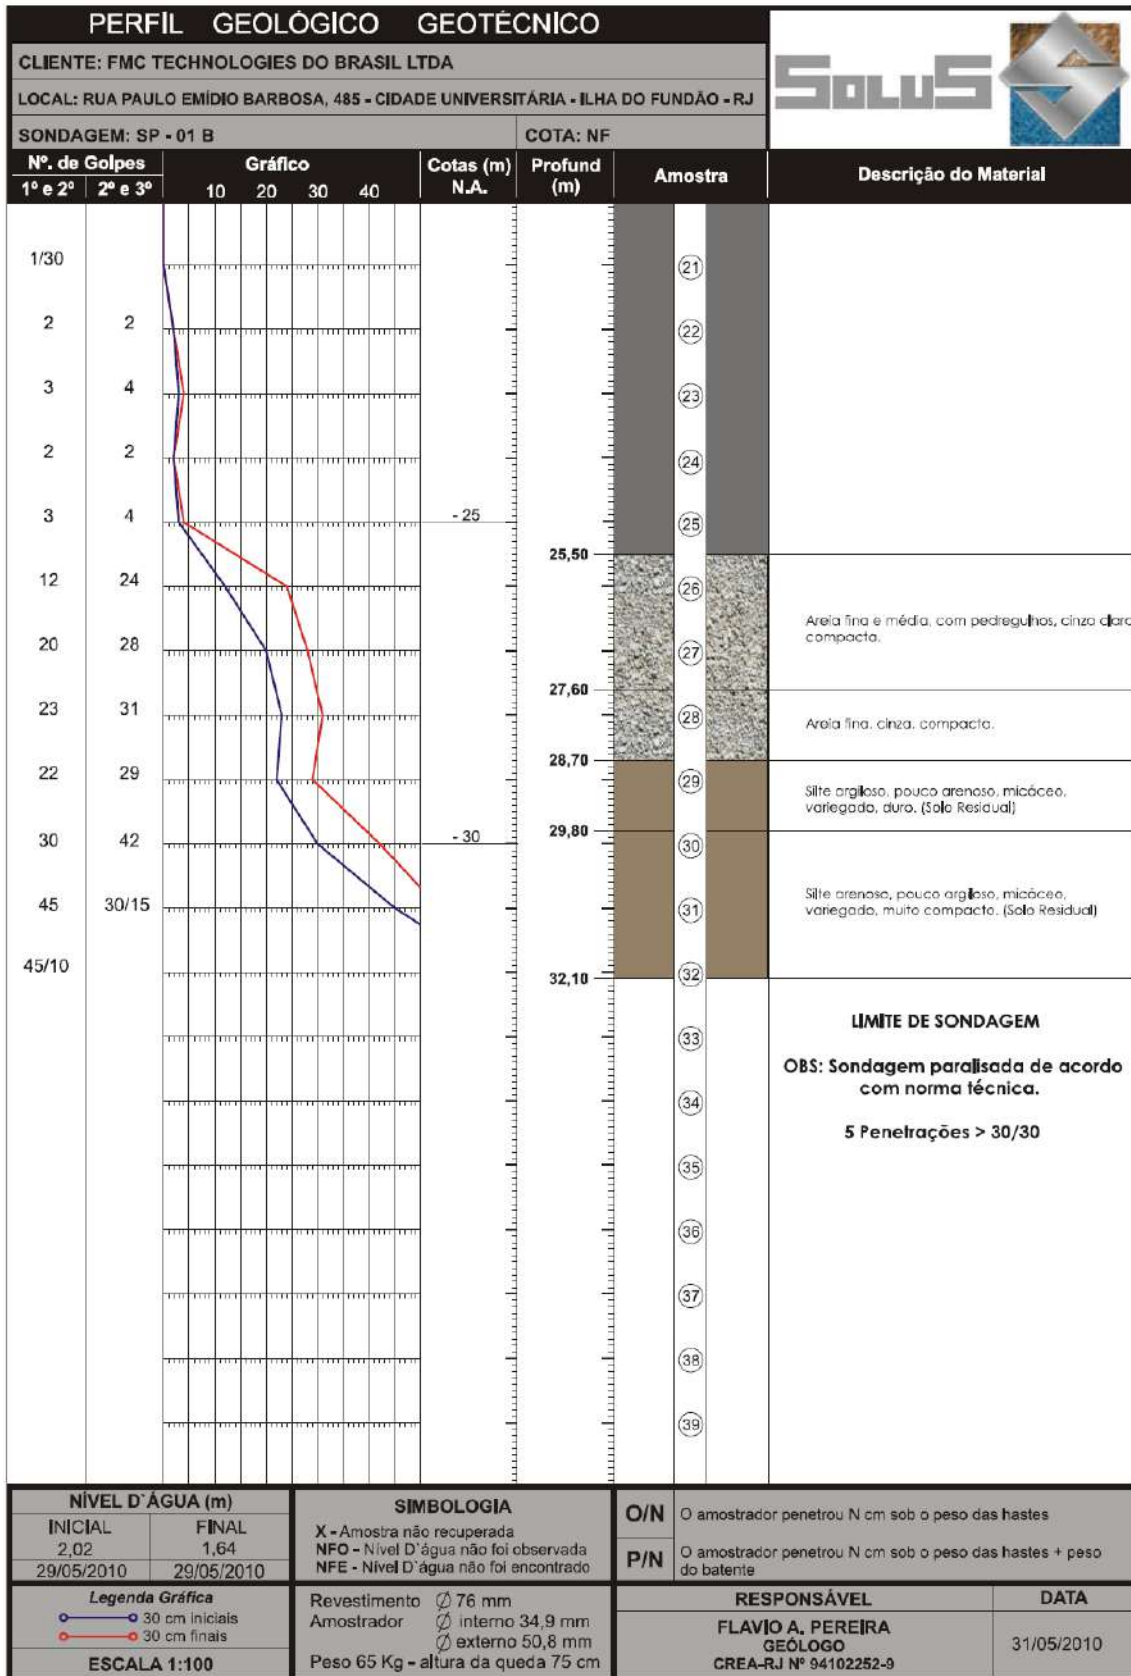 PERFIL GEOLÓGICO GEOTÉCNICO
CLIENTE: FMC TECHNOLOGIES DO BRASIL LTDA
LOCAL: RUA PAULO EMÍDIO BARBOSA, 485 - CIDADE UNIVERSITÁRIA - ILHA DO FUNDÃO - RJ
SONDAGEM: SP - 01 B
COTA: NF
SOLUS
Nº. de Golpes
1º e 2º
2º e 3º
Gráfico
10 20 30 40
Cotas (m)
N.A.
Profund
(m)
Amostra
Descrição do Material
1/30
21
2 2
22
3 4
23
2 2
24
3 4
- 25
25
25,50
12 24
26
Areia fina e média, com pedregulhos, cinza clara
compacta.
20 28
27
27,60
23 31
28
Areia fina, cinza, compacta.
28,70
22 29
29
Silte argiloso, pouco arenoso, micáceo,
variegado, duro. (Solo Residual)
29,80
30 42
- 30
30
45 30/15
31
Silte arenoso, pouco argiloso, micáceo,
variegado, muito compacto. (Solo Residual)
45/10
32
32,10
LIMITE DE SONDAGEM
33
OBS: Sondagem paralisada de acordo
com norma técnica.
34
5 Penetrações > 30/30
35
36
37
38
39
NÍVEL D`ÁGUA (m)
INICIAL FINAL
2,02 1,64
29/05/2010 29/05/2010
SIMBOLOGIA
X - Amostra não recuperada
NFO - Nível D`água não foi observada
NFE - Nível D`água não foi encontrado
O/N O amostrador penetrou N cm sob o peso das hastes
P/N O amostrador penetrou N cm sob o peso das hastes + peso
do batente
Legenda Gráfica
30 cm iniciais
30 cm finais
ESCALA 1:100
Revestimento Ø 76 mm
Amostrador Ø interno 34,9 mm
Ø externo 50,8 mm
Peso 65 Kg - altura da queda 75 cm
RESPONSÁVEL
FLAVIO A. PEREIRA
GEÓLOGO
CREA-RJ Nº 94102252-9
DATA
31/05/2010